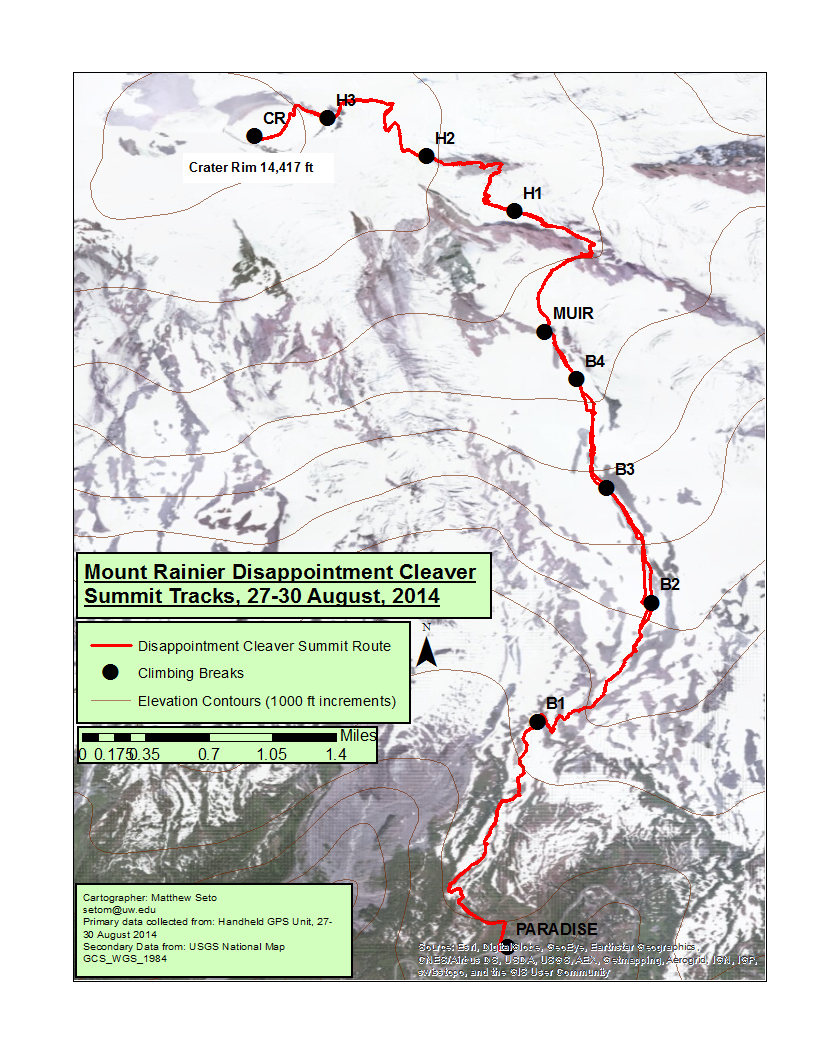 H3
CR
H2
Crater Rim 14,417 ft
H1
MUIR
B4
B3
Mount Rainier Disappointment Cleaver
Summit Tracks, 27-30 August, 2014
B2
N
Disappointment Cleaver Summit Route
Climbing Breaks
Elevation Contours (1000 ft increments)
B1
Miles
0 0.175 0.35 0.7 1.05 1.4
Cartographer: Matthew Seto
setom@uw.edu
Primary data collected from: Handheld GPS Unit, 27-
30 August 2014
Secondary Data from: USGS National Map
GCS_WGS_1984
PARADISE
Source: Esri, DigitalGlobe, GeoEye, Earthstar Geographics,
CNES/Airbus DS, USDA, USGS, AEX, Getmapping, Aerogrid, IGN, IGP,
swisstopo, and the GIS User Community